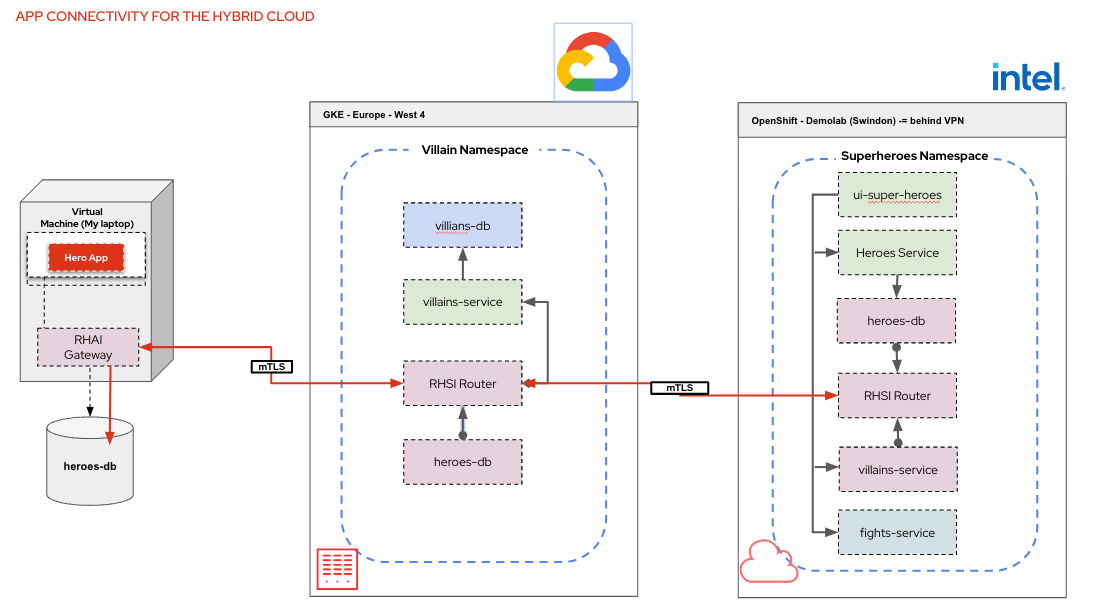 APP CONNECTIVITY FOR THE HYBRID CLOUD
intel
GKE - Europe - West 4
OpenShift - Demolab (Swindon) -= behind VPN
Villain Namespace
Superheroes Namespace
Virtual
Machine (My laptop)
Hero App
RHAI
Gateway
heroes-db
mTLS
villians-db
villains-service
RHSI Router
heroes-db
mTLS
ui-super-heroes
Heroes Service
heroes-db
RHSI Router
villains-service
fights-service